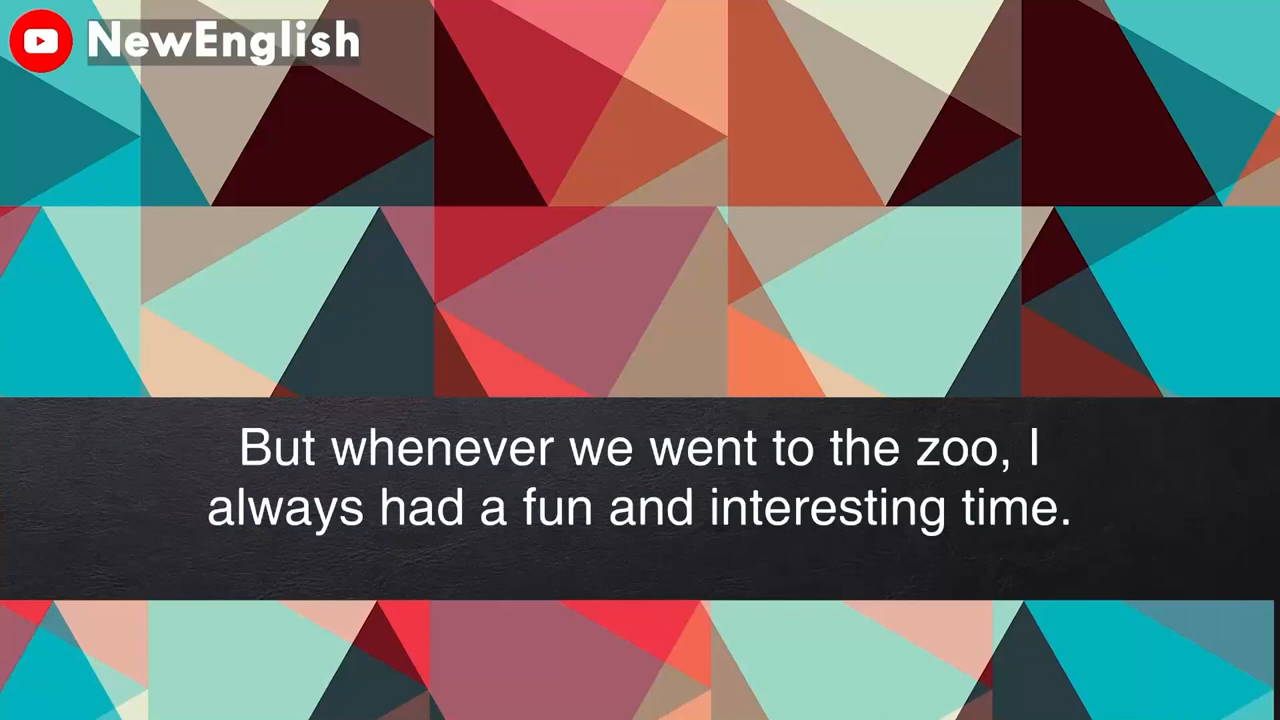 NewEnglish
But whenever we went to the zoo, I
always had a fun and interesting time.